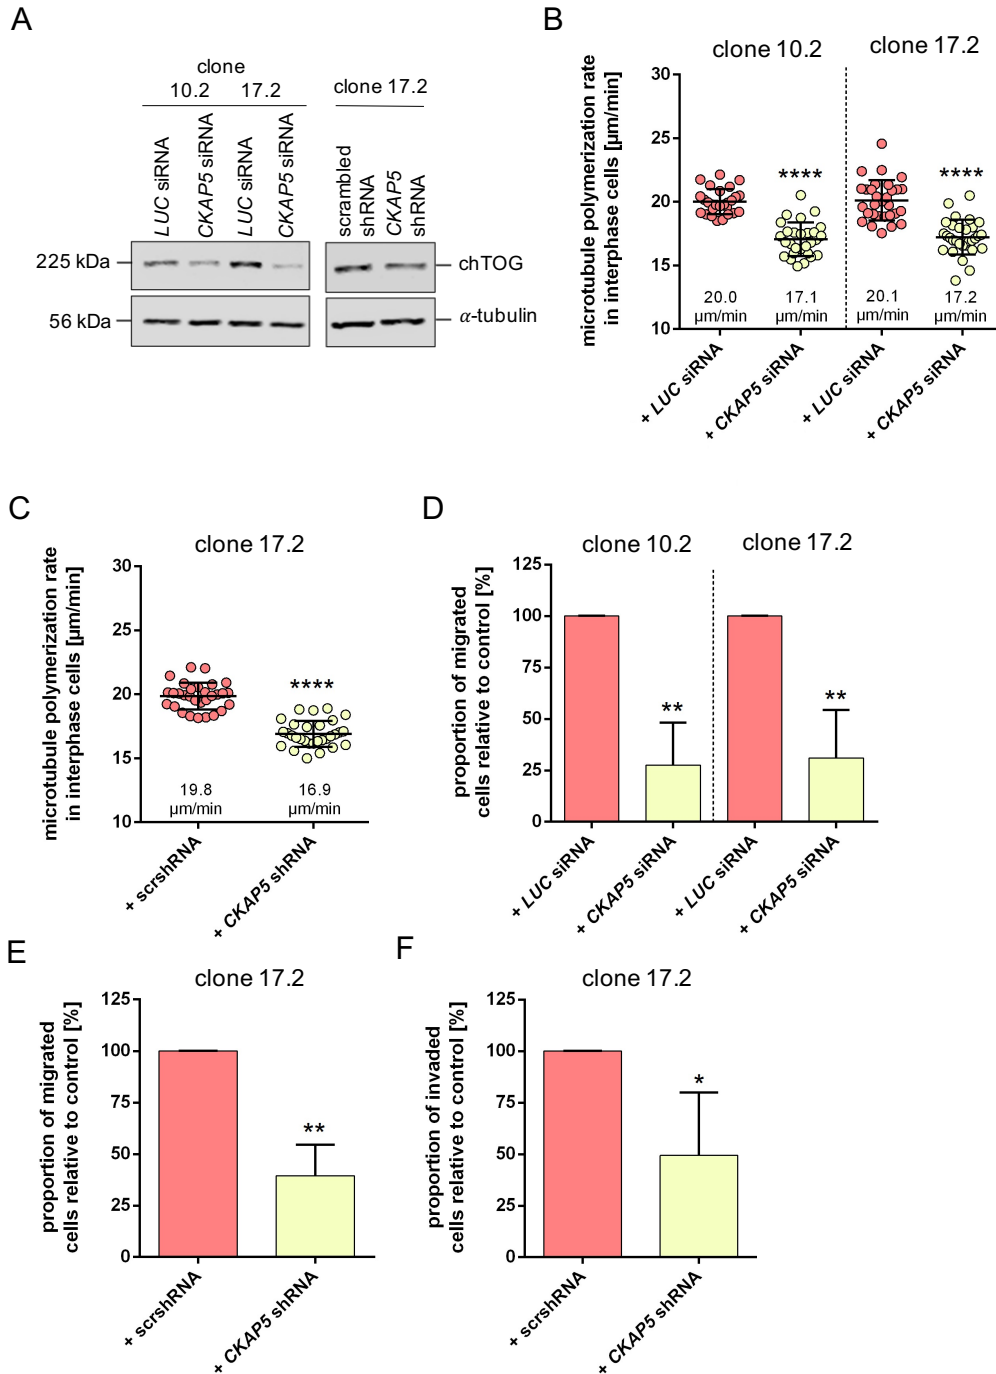 A
clone
10.2 17.2
LUC siRNA
CKAP5 siRNA
LUC siRNA
CKAP5 siRNA
clone 17.2
scrambled
shRNA
CKAP5
shRNA
225 kDa
chTOG
56 kDa
α-tubulin
B
clone 10.2
clone 17.2
microtubule polymerization rate
in interphase cells [µm/min]
30
25
20
15
10
****
****
20.0
µm/min
17.1
µm/min
20.1
µm/min
17.2
µm/min
+ LUC siRNA
+ CKAP5 siRNA
+ LUC siRNA
+ CKAP5 siRNA
C
clone 17.2
microtubule polymerization rate
in interphase cells [µm/min]
30
25
20
15
10
****
19.8
µm/min
16.9
µm/min
+ scrshRNA
+ CKAP5 shRNA
D
clone 10.2
clone 17.2
proportion of migrated
cells relative to control [%]
125
100
75
50
25
0
**
**
+ LUC siRNA
+ CKAP5 siRNA
+ LUC siRNA
+ CKAP5 siRNA
E
clone 17.2
proportion of migrated
cells relative to control [%]
125
100
75
50
25
0
**
+ scrshRNA
+ CKAP5 shRNA
F
clone 17.2
proportion of invaded
cells relative to control [%]
125
100
75
50
25
0
*
+ scrshRNA
+ CKAP5 shRNA